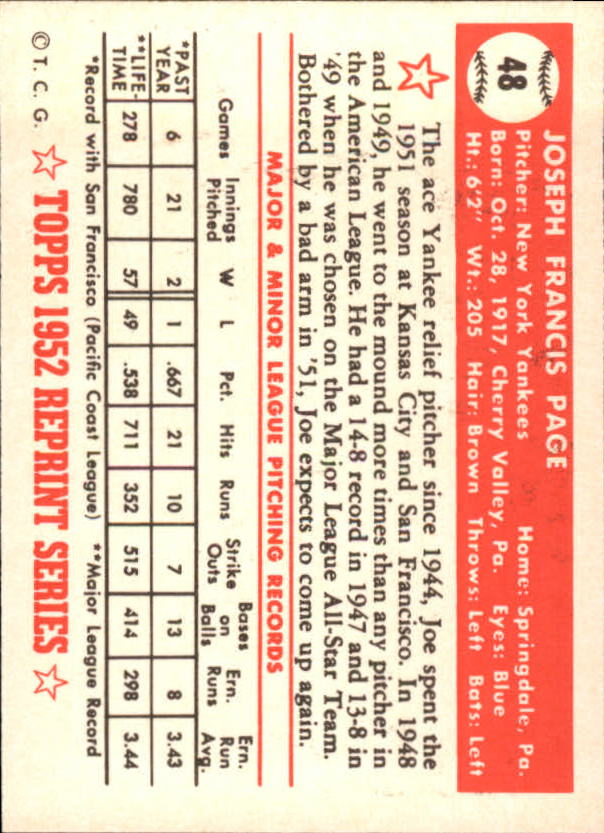 48
JOSEPH FRANCIS PAGE
Pitcher: New York Yankees Home: Springdale, Pa.
Born: Oct. 28, 1917, Cherry Valley, Pa. Eyes: Blue
Ht.: 6'2" Wt.: 205 Hair: Brown Throws: Left Bats: Left
The ace Yankee relief pitcher since 1944, Joe spent the
1951 season at Kansas City and San Francisco. In 1948
and 1949, he went to the mound more times than any pitcher in
the American League. He had a 14-8 record in 1947 and 13-8 in
'49 when he was chosen on the Major League All-Star Team.
Bothered by a bad arm in '51, Joe expects to come up again.
MAJOR & MINOR LEAGUE PITCHING RECORDS
Games Innings Pitched W L Pct. Hits Runs Strike Outs Bases on Balls Ern. Runs Ern. Run Avg.
*PAST YEAR 6 21 2 1 .667 21 10 7 13 8 3.43
**LIFE-TIME 278 780 57 49 .538 711 352 515 414 298 3.44
*Record with San Francisco (Pacific Coast League) **Major League Record
© T. C. G. TOPPS 1952 REPRINT SERIES